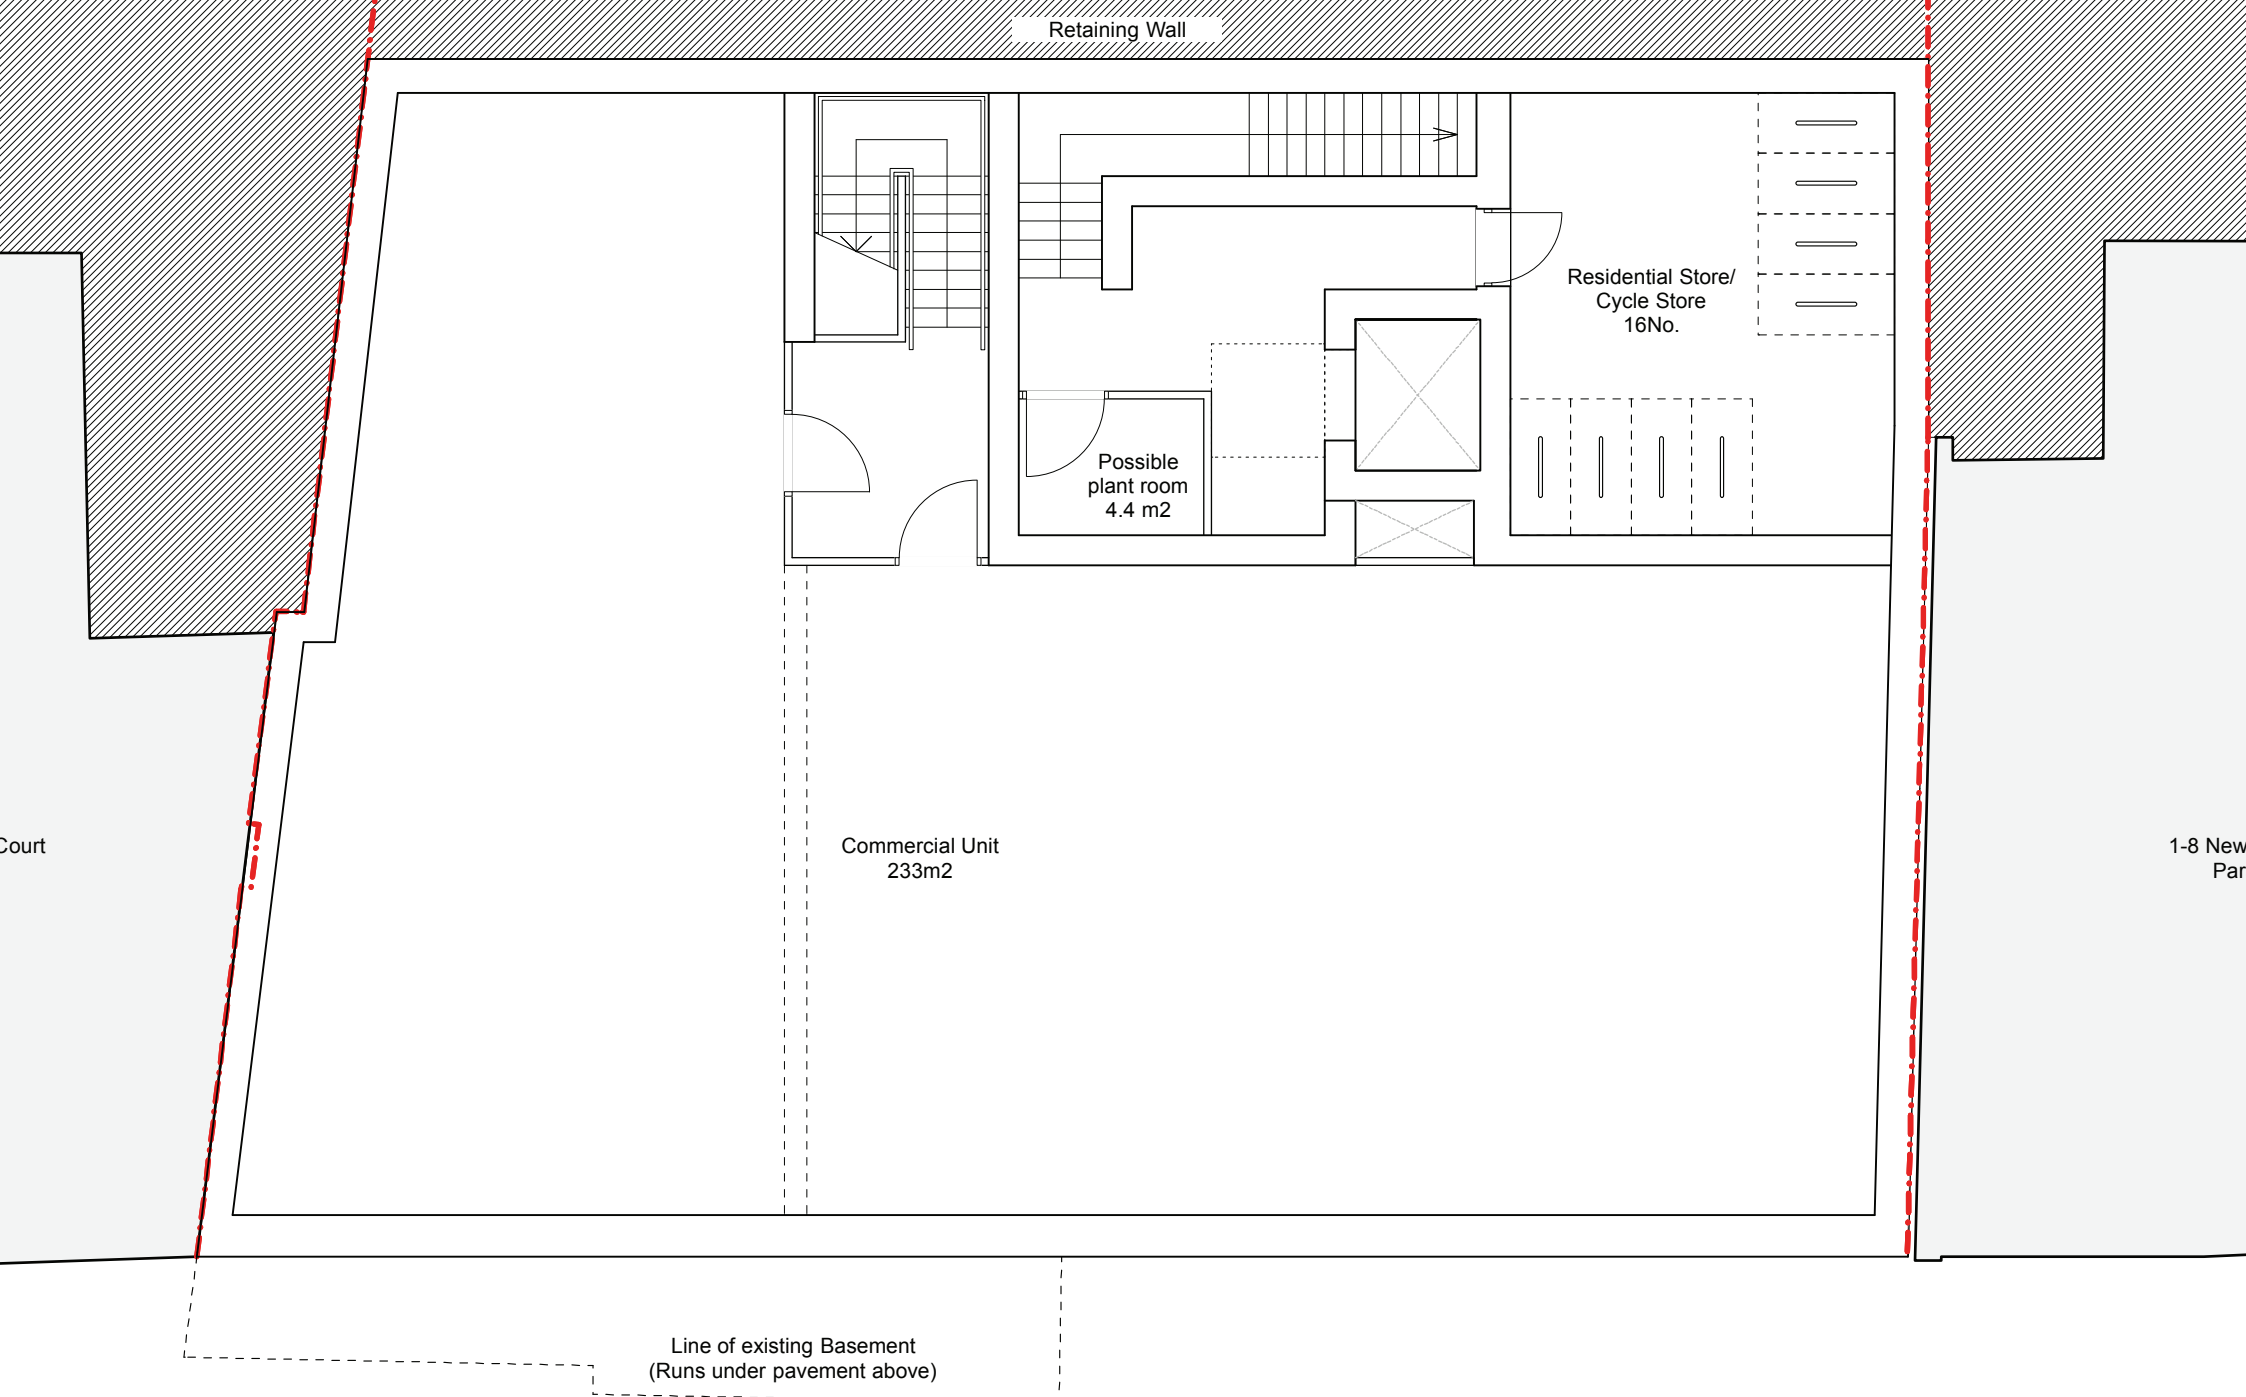 Retaining Wall
Residential Store/
Cycle Store
16No.
Possible
plant room
4.4 m2
Commercial Unit
233m2
Court
1-8 New
Par
Line of existing Basement
(Runs under pavement above)